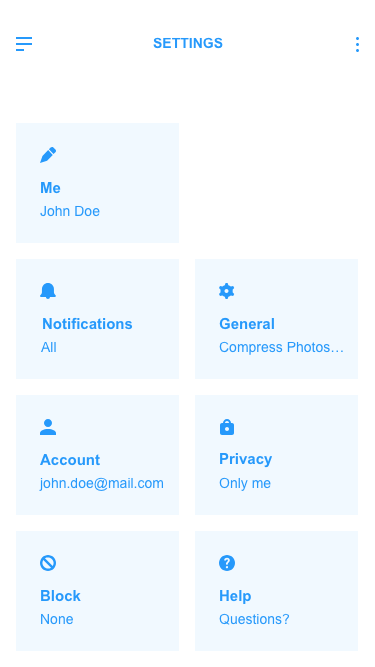 SETTINGS
Me
John Doe
Notifications
All
General
Compress Photos…
Account
john.doe@mail.com
Privacy
Only me
Block
None
Help
Questions?